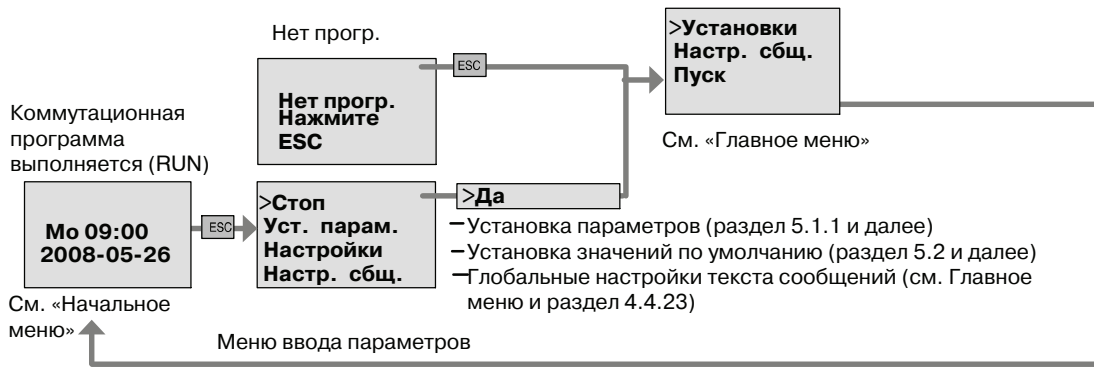 Нет прогр.
Нет прогр.
Нажмите
ESC
ESC
>Установки
Настр. сбщ.
Пуск
См. «Главное меню»
Коммутационная
программа
выполняется (RUN)
Мо 09:00
2008-05-26
См. «Начальное
меню»
ESC
>Стоп
Уст. парам.
Настройки
Настр. сбщ.
>Да
–Установка параметров (раздел 5.1.1 и далее)
–Установка значений по умолчанию (раздел 5.2 и далее)
–Глобальные настройки текста сообщений (см. Главное
меню и раздел 4.4.23)
Меню ввода параметров